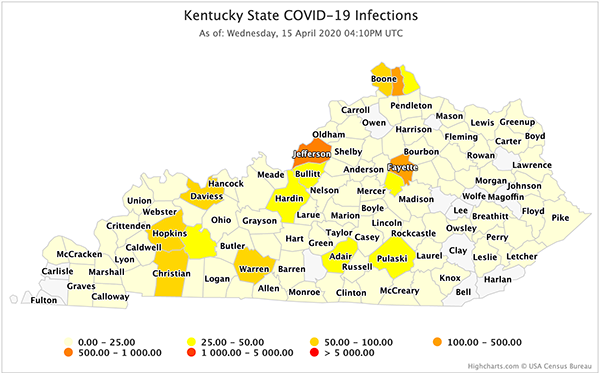 Kentucky State COVID-19 Infections
As of: Wednesday, 15 April 2020 04:10PM UTC
Boone
Pendleton
Carroll
Owen
Mason
Lewis Greenup
Oldham
Harrison
Fleming
Carter Boyd
Jefferson
Shelby
Bourbon
Rowan
Lawrence
Meade
Bullitt
Anderson
Fayette
Hancock
Nelson
Mercer
Morgan
Johnson
Union
Daviess
Hardin
Madison
Wolfe Magoffin
Webster
Larue
Marion
Boyle
Lee
Breathitt
Floyd
Pike
Crittenden
Hopkins
Ohio
Grayson
Lincoln
Owsley
Caldwell
Butler
Hart
Green
Taylor
Casey
Rockcastle
Perry
McCracken
Lyon
Adair
Pulaski
Laurel
Clay
Leslie
Letcher
Carlisle
Marshall
Christian
Warren
Barren
Russell
Graves
Logan
Knox
Harlan
Fulton
Calloway
Allen
Monroe
Clinton
McCreary
Bell
0.00 - 25.00
25.00 - 50.00
50.00 - 100.00
100.00 - 500.00
500.00 - 1 000.00
1 000.00 - 5 000.00
> 5 000.00
Highcharts.com © USA Census Bureau